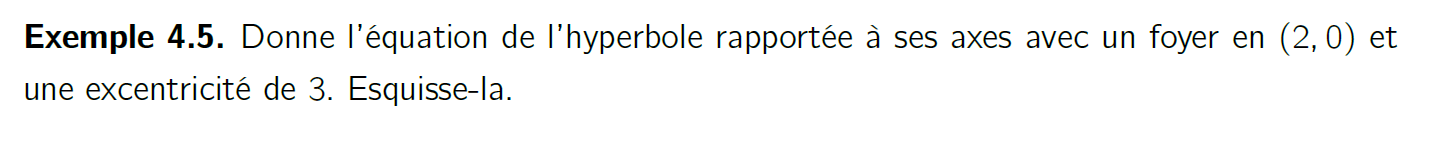 Exemple 4.5. Donne l'équation de l'hyperbole rapportée à ses axes avec un foyer en (2, 0) et
une excentricité de 3. Esquisse-la.